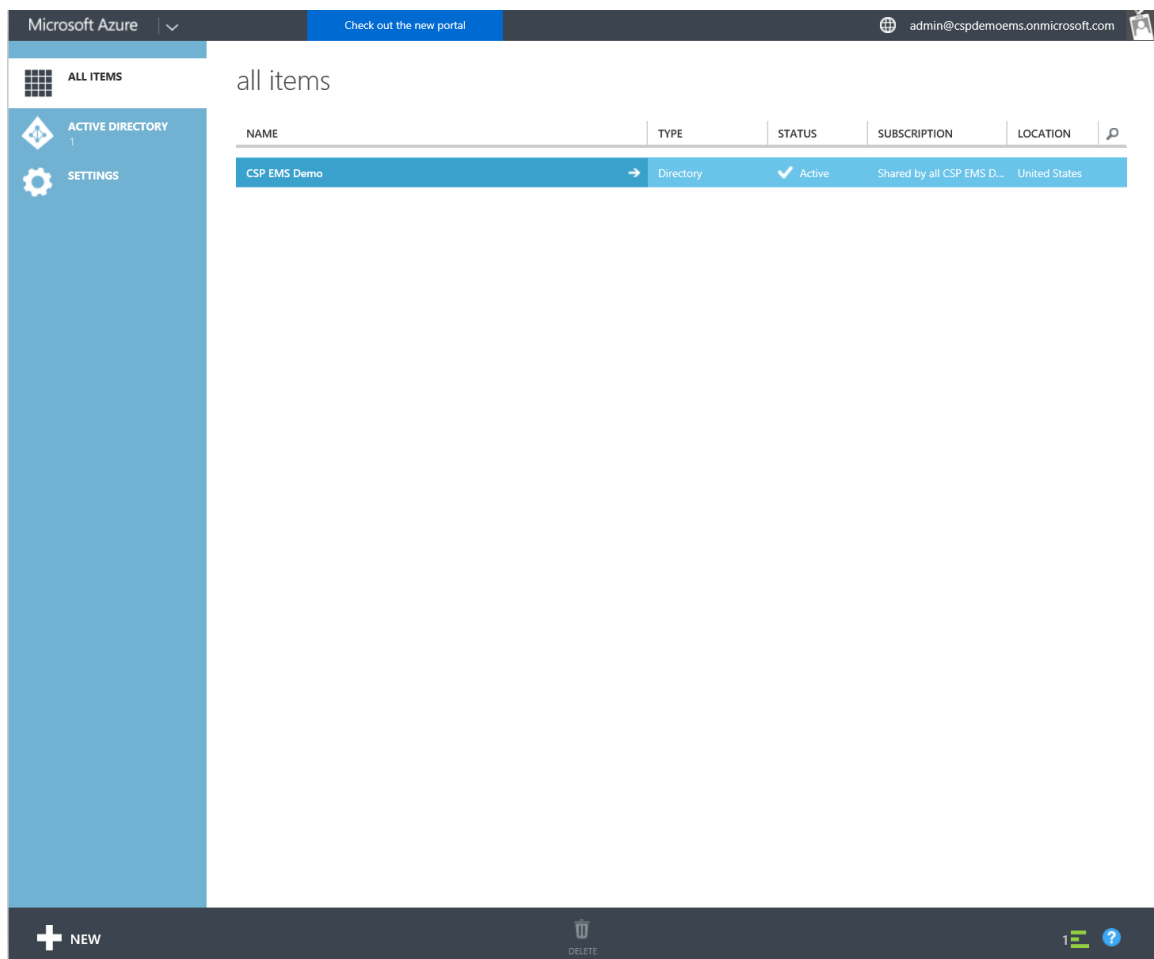 Microsoft Azure
Check out the new portal
admin@cspdemoems.onmicrosoft.com
ALL ITEMS
ACTIVE DIRECTORY
1
SETTINGS
all items
NAME TYPE STATUS SUBSCRIPTION LOCATION
CSP EMS Demo Directory Active Shared by all CSP EMS D... United States
NEW
DELETE
1
?